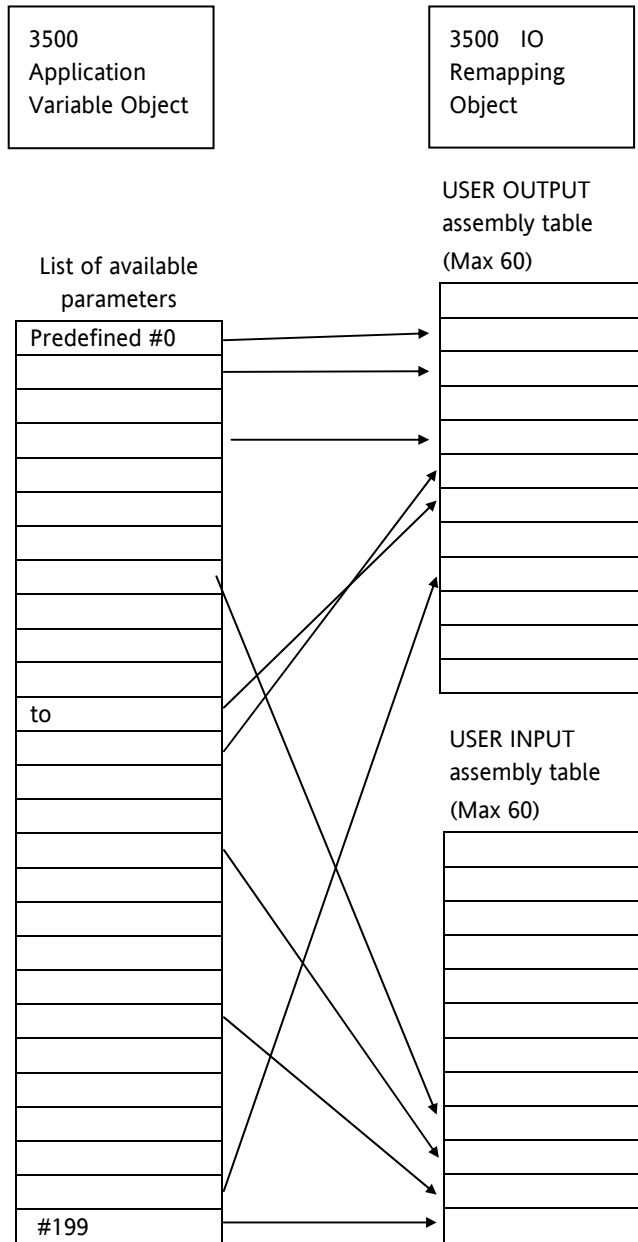 3500
Application
Variable Object
3500 IO
Remapping
Object
USER OUTPUT
assembly table
(Max 60)
List of available
parameters
Predefined #0
to
USER INPUT
assembly table
(Max 60)
#199